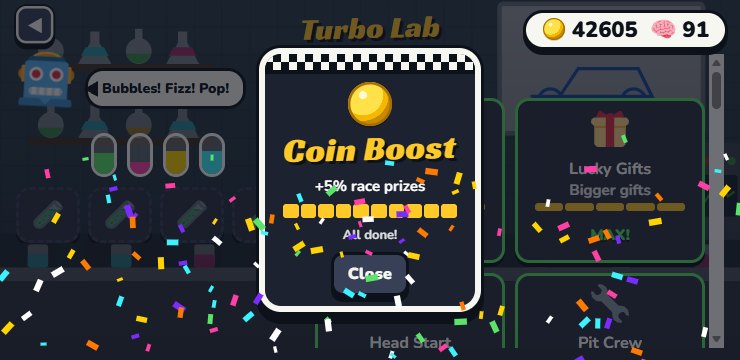 Turbo Lab
42605
91
Bubbles! Fizz! Pop!
Coin Boost
+5% race prizes
All done!
Close
Lucky Gifts
Bigger gifts
MAX!
Head Start
Pit Crew